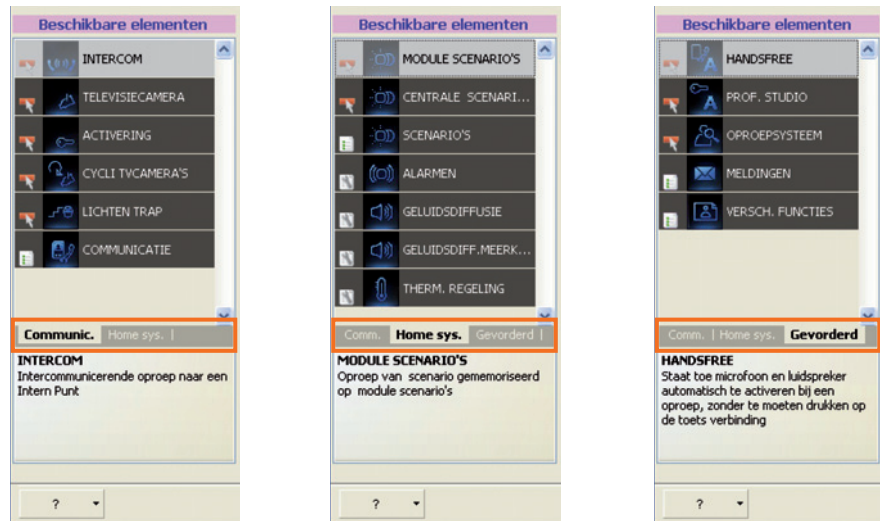 Beschikbare elementen
INTERCOM
TELEVISIECAMERA
ACTIVERING
CYCLI TVCAMERA'S
LICHTEN TRAP
COMMUNICATIE
Communic. Home sys. |
INTERCOM
Intercommunicerende oproep naar een
Intern Punt
?
Beschikbare elementen
MODULE SCENARIO'S
CENTRALE SCENARI...
SCENARIO'S
ALARMEN
GELUIDSDIFFUSIE
GELUIDSDIFF.MEERK...
THERM. REGELING
Comm. Home sys. Gevorderd |
MODULE SCENARIO'S
Oproep van scenario gememoriseerd
op module scenario's
?
Beschikbare elementen
HANDSFREE
PROF. STUDIO
OPROEPSYSTEEM
MELDINGEN
VERSCH. FUNCTIES
Comm. | Home sys. Gevorderd
HANDSFREE
Staat toe microfoon en luidspreker
automatisch te activeren bij een
oproep, zonder te moeten drukken op
de toets verbinding
?